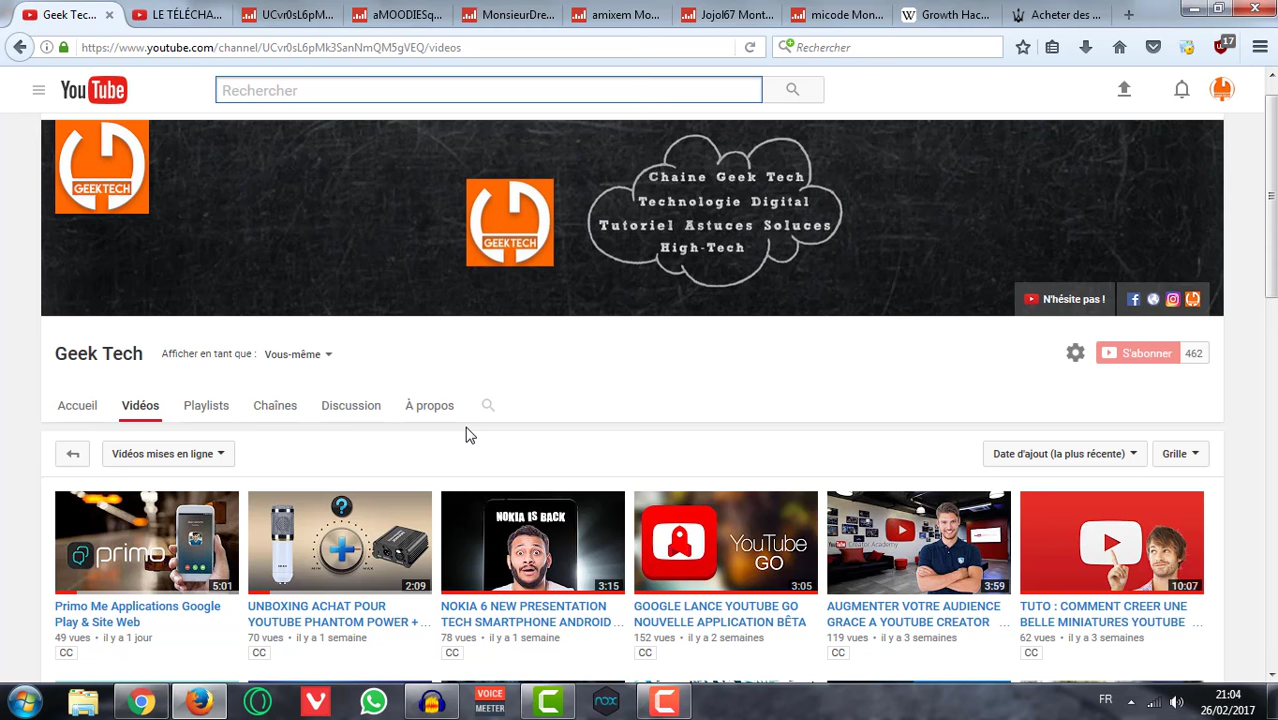 Geek Tec...
LE TÉLÉCHA...
UCvr0sL6pM...
aMOODIESq...
MonsieurDre...
amixem Mo...
Jojol67Mont...
micode Mon...
Growth Hac...
Acheter des ...
https://www.youtube.com/channel/UCvr0sL6pMk3SanNmQM5gVEQ/videos
Rechercher
17
YouTube
Rechercher
GEEKTECH
GEEKTECH
Chaine Geek Tech
Technologie Digital
Tutoriel Astuces Soluces
High-Tech
N'hésite pas !
Geek Tech
Afficher en tant que :
Vous-même
S'abonner
462
Accueil
Vidéos
Playlists
Chaînes
Discussion
À propos
Vidéos mises en ligne
Date d'ajout (la plus récente)
Grille
primo
5:01
Primo Me Applications Google
Play & Site Web
49 vues • il y a 1 jour
CC
2:09
UNBOXING ACHAT POUR
YOUTUBE PHANTOM POWER + ...
70 vues • il y a 1 semaine
CC
NOKIA IS BACK
3:15
NOKIA 6 NEW PRESENTATION
TECH SMARTPHONE ANDROID ...
78 vues • il y a 1 semaine
CC
YouTube
GO
3:05
GOOGLE LANCE YOUTUBE GO
NOUVELLE APPLICATION BÊTA
152 vues • il y a 2 semaines
CC
Creator Academy
3:59
AUGMENTER VOTRE AUDIENCE
GRACE A YOUTUBE CREATOR ...
119 vues • il y a 3 semaines
CC
10:07
TUTO : COMMENT CREER UNE
BELLE MINIATURES YOUTUBE ...
62 vues • il y a 3 semaines
CC
VOICE
MEETER
nox
FR
21:04
26/02/2017